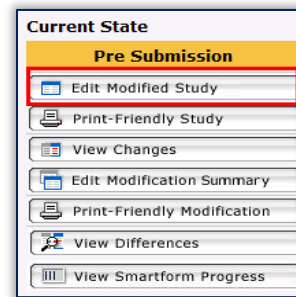 Current State
Pre Submission
Edit Modified Study
Print-Friendly Study
View Changes
Edit Modification Summary
Print-Friendly Modification
View Differences
View Smartform Progress